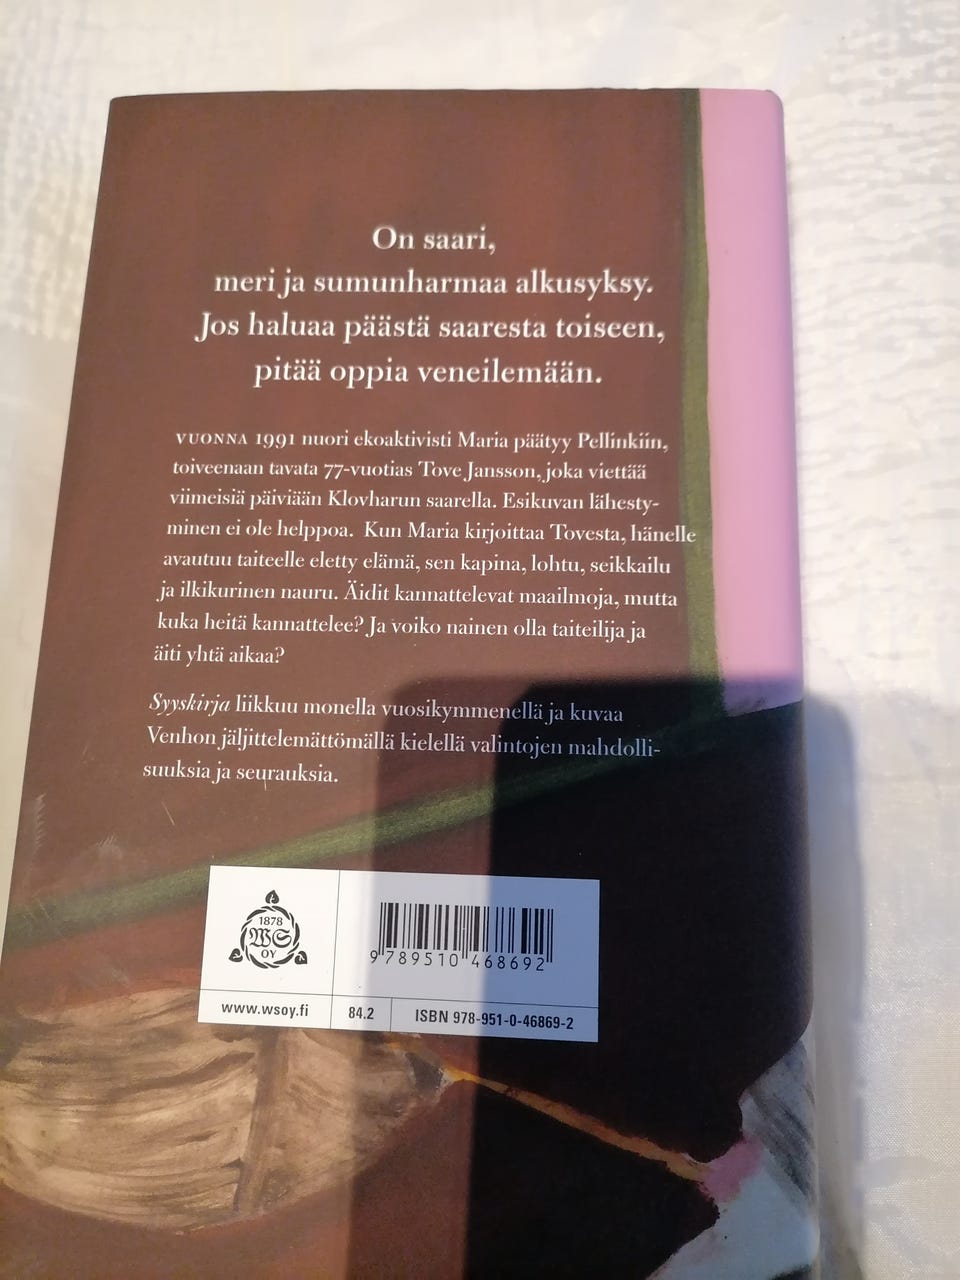 On saari,
meri ja sumunharmaa alkusyksy.
Jos haluaa päästä saaresta toiseen,
pitää oppia veneilemään.
VUONNA 1991 nuori ekoaktivisti Maria päätyy Pellinkiin,
toiveenaan tavata 77-vuotias Tove Jansson, joka viettää
viimeisiä päiviään Klovharun saarella. Esikuvan lähesty-
minen ei ole helppoa. Kun Maria kirjoittaa Tovesta, hänelle
avautuu taiteelle eletty elämä, sen kapina, lohtu, seikkailu
ja ilkikurinen nauru. Äidit kannattelevat maailmoja, mutta
kuka heitä kannattelee? Ja voiko nainen olla taiteilija ja
äiti yhtä aikaa?
Syyskirja liikkuu monella vuosikymmenellä ja kuvaa
Venhon jäljittelemättömällä kielellä valintojen mahdolli-
suuksia ja seurauksia.
1878
WS
OY
9 789510 468692
www.wsoy.fi
84.2
ISBN 978-951-0-46869-2